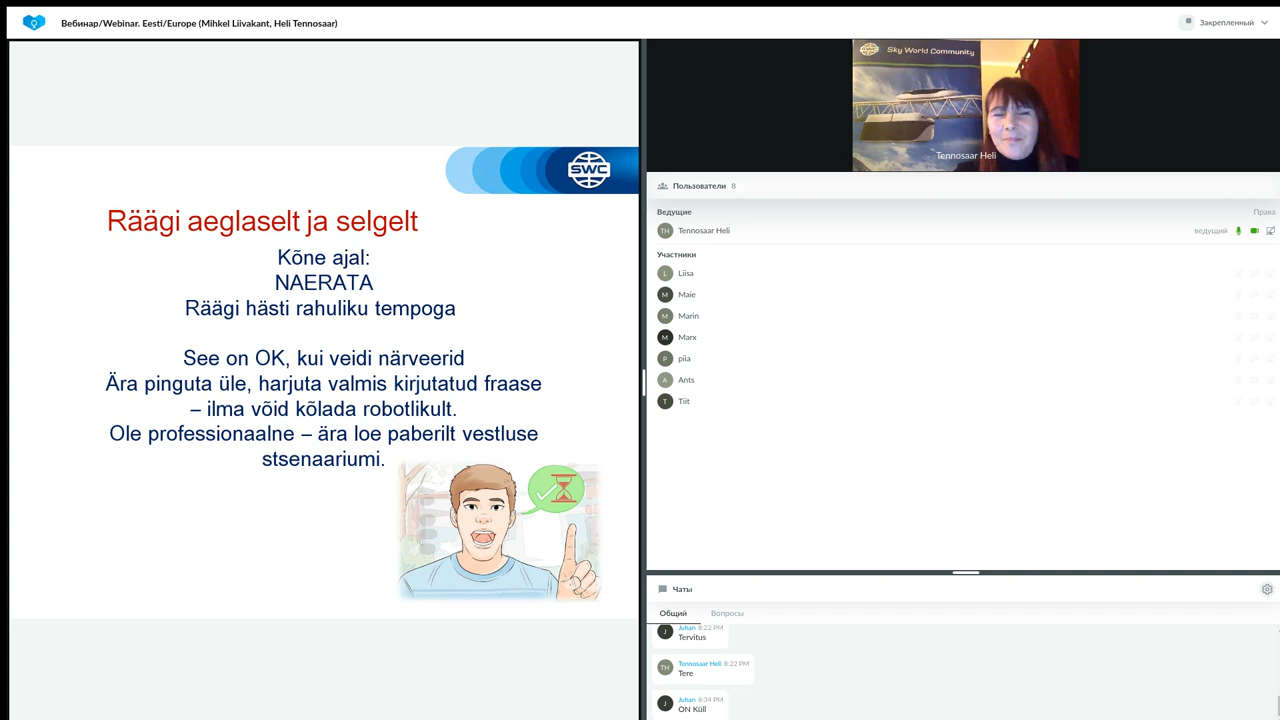 Вебинар/Webinar. Eesti/Europe (Mihkel Liivakant, Heli Tennosaar)
Закрепленный
SWC
Räägi aeglaselt ja selgelt
Kõne ajal:
NAERATA
Räägi hästi rahuliku tempoga
See on OK, kui veidi närveerid
Ära pinguta üle, harjuta valmis kirjutatud fraase
– ilma võid kõlada robotlikult.
Ole professionaalne – ära loe paberilt vestluse
stsenaariumi.
Sky World Community
Tennosaar Heli
Пользователи 8
Ведущие Права
TH Tennosaar Heli ведущий
Участники
L Liisa
M Maie
M Marin
M Marx
P piia
A Ants
T Tiit
Чаты
Общий Вопросы
Juhan 8:22 PM
J Tervitus
Tennosaar Heli 8:22 PM
TH Tere
Juhan 8:34 PM
J ON Küll